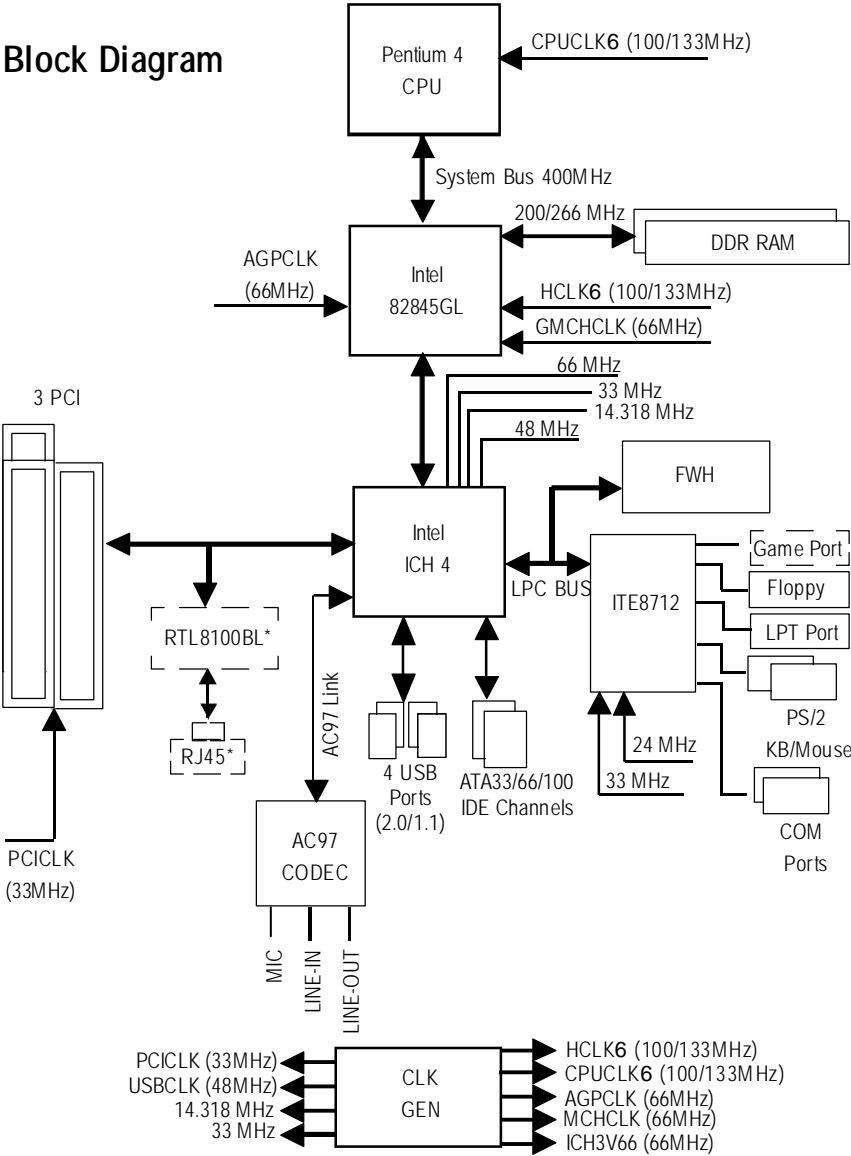 Block Diagram
Pentium 4
CPU
CPUCLK6 (100/133MHz)
System Bus 400MHz
200/266 MHz
DDR RAM
AGPCLK
(66MHz)
Intel
82845GL
HCLK6 (100/133MHz)
GMCHCLK (66MHz)
66 MHz
33 MHz
14.318 MHz
48 MHz
3 PCI
FWH
Intel
ICH 4
LPC BUS
ITE8712
Game Port
Floppy
LPT Port
PS/2
KB/Mouse
RTL8100BL*
RJ45*
AC97 Link
4 USB
Ports
(2.0/1.1)
ATA33/66/100
IDE Channels
24 MHz
33 MHz
COM
Ports
PCICLK
(33MHz)
AC97
CODEC
MIC
LINE-IN
LINE-OUT
CLK
GEN
PCICLK (33MHz)
USBCLK (48MHz)
14.318 MHz
33 MHz
HCLK6 (100/133MHz)
CPUCLK6 (100/133MHz)
AGPCLK (66MHz)
MCHCLK (66MHz)
ICH3V66 (66MHz)